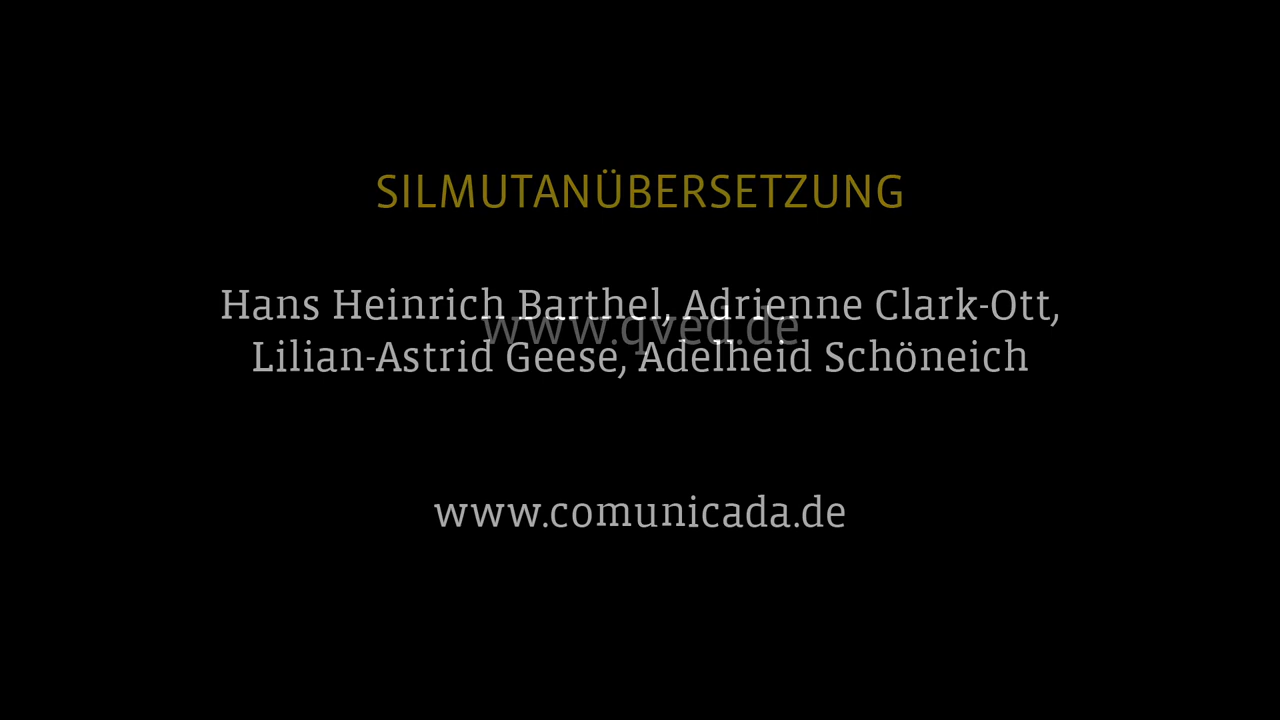 SILMUTANÜBERSETZUNG
Hans Heinrich Barthel, Adrienne Clark-Ott,
www.qved.de
Lilian-Astrid Geese, Adelheid Schöneich
www.comunicada.de